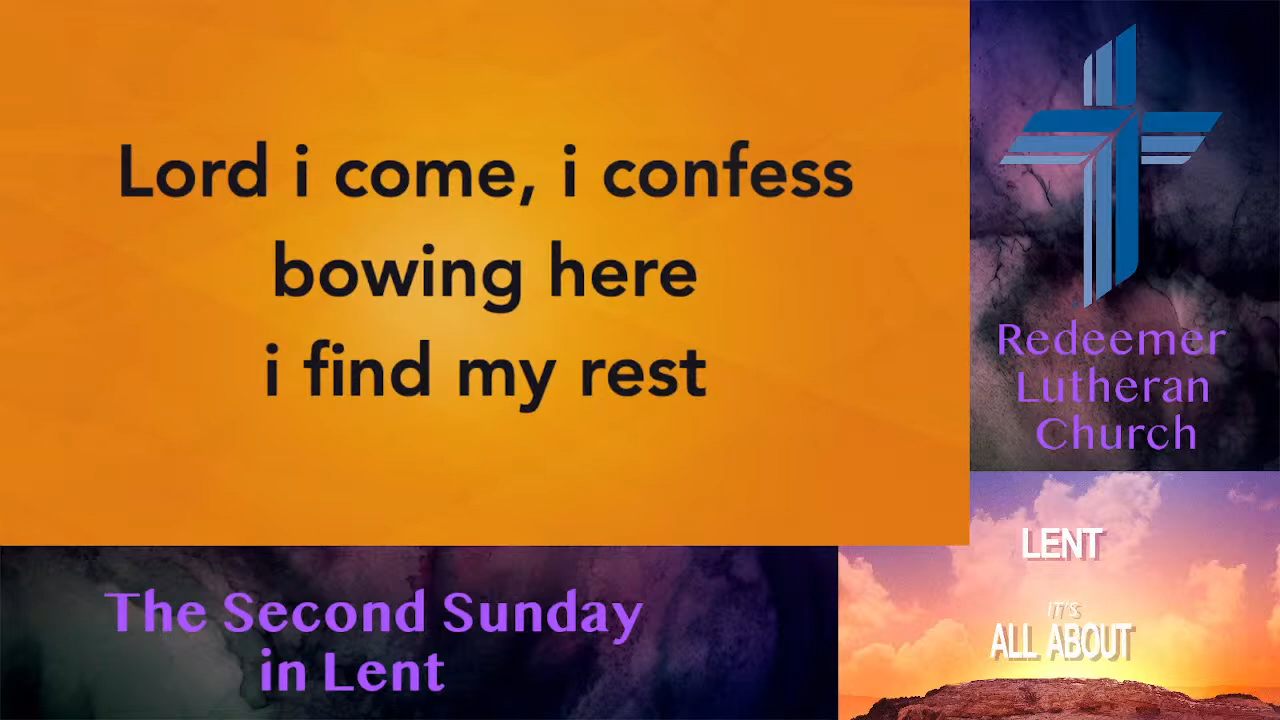 Lord i come, i confess
bowing here
i find my rest
Redeemer
Lutheran
Church
LENT
IT'S
ALL ABOUT
The Second Sunday
in Lent